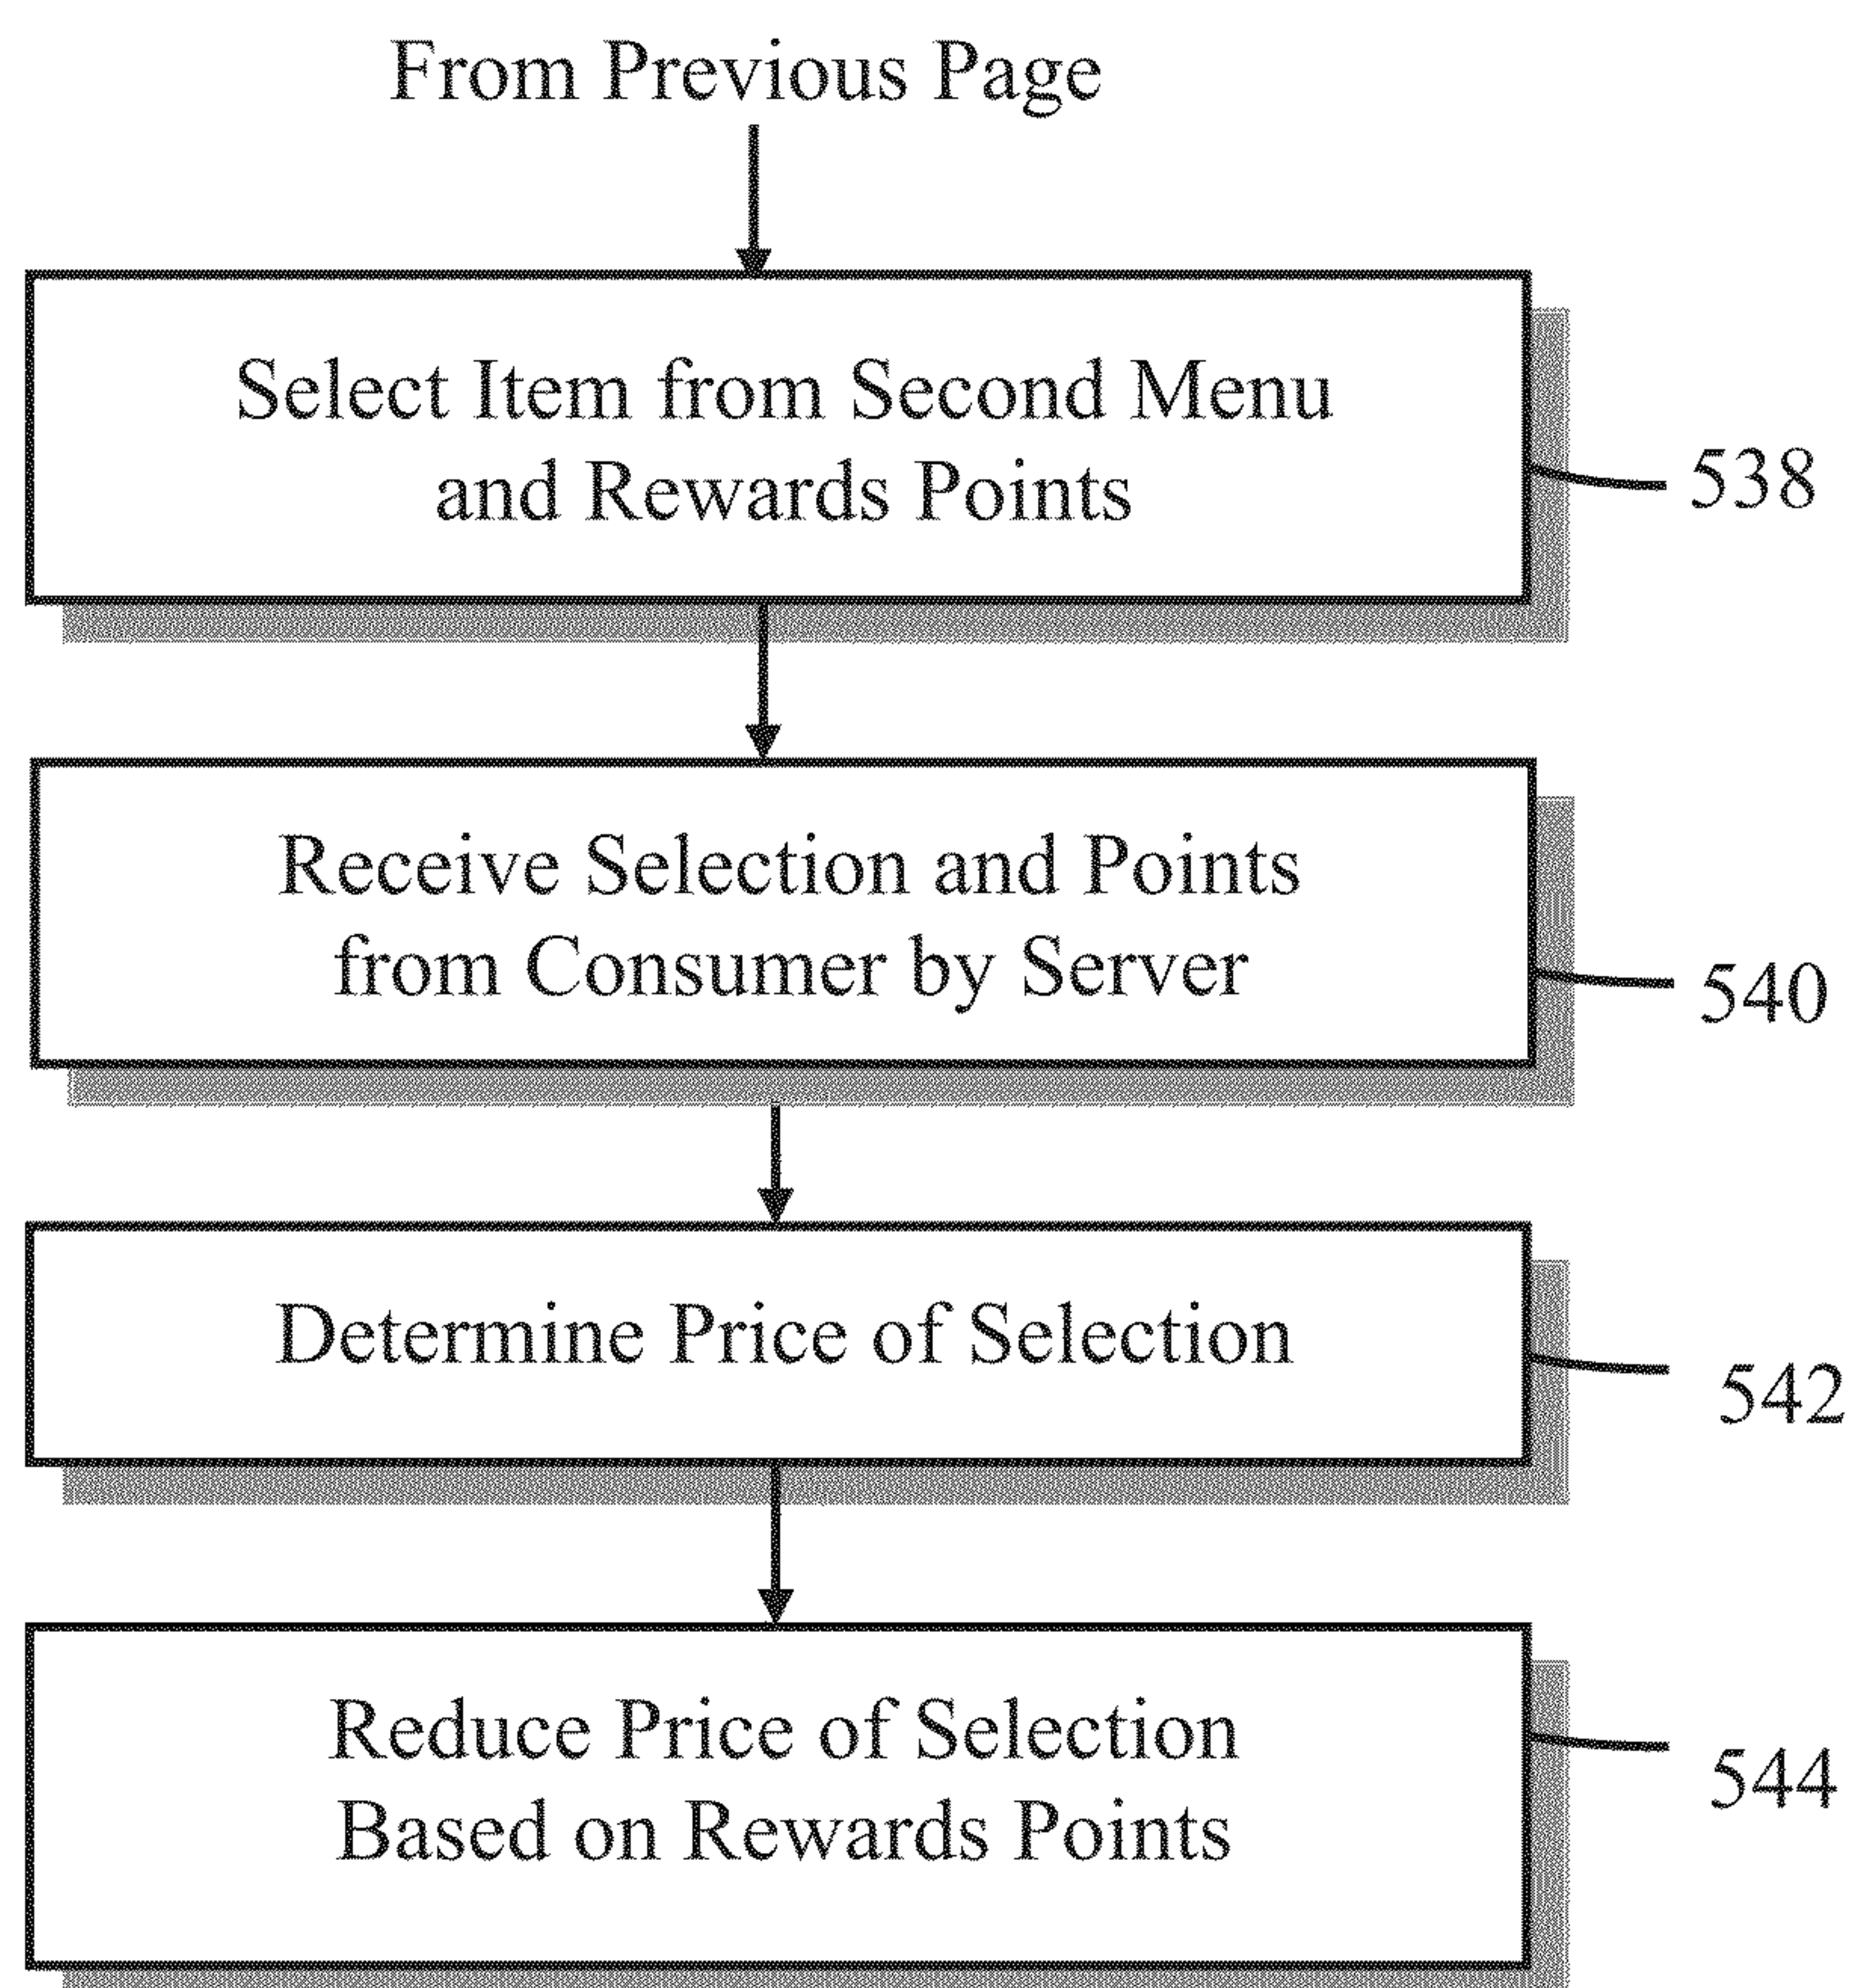 From Previous Page
Select Item from Second Menu
and Rewards Points
538
Receive Selection and Points
from Consumer by Server
540
Determine Price of Selection
542
Reduce Price of Selection
Based on Rewards Points
544